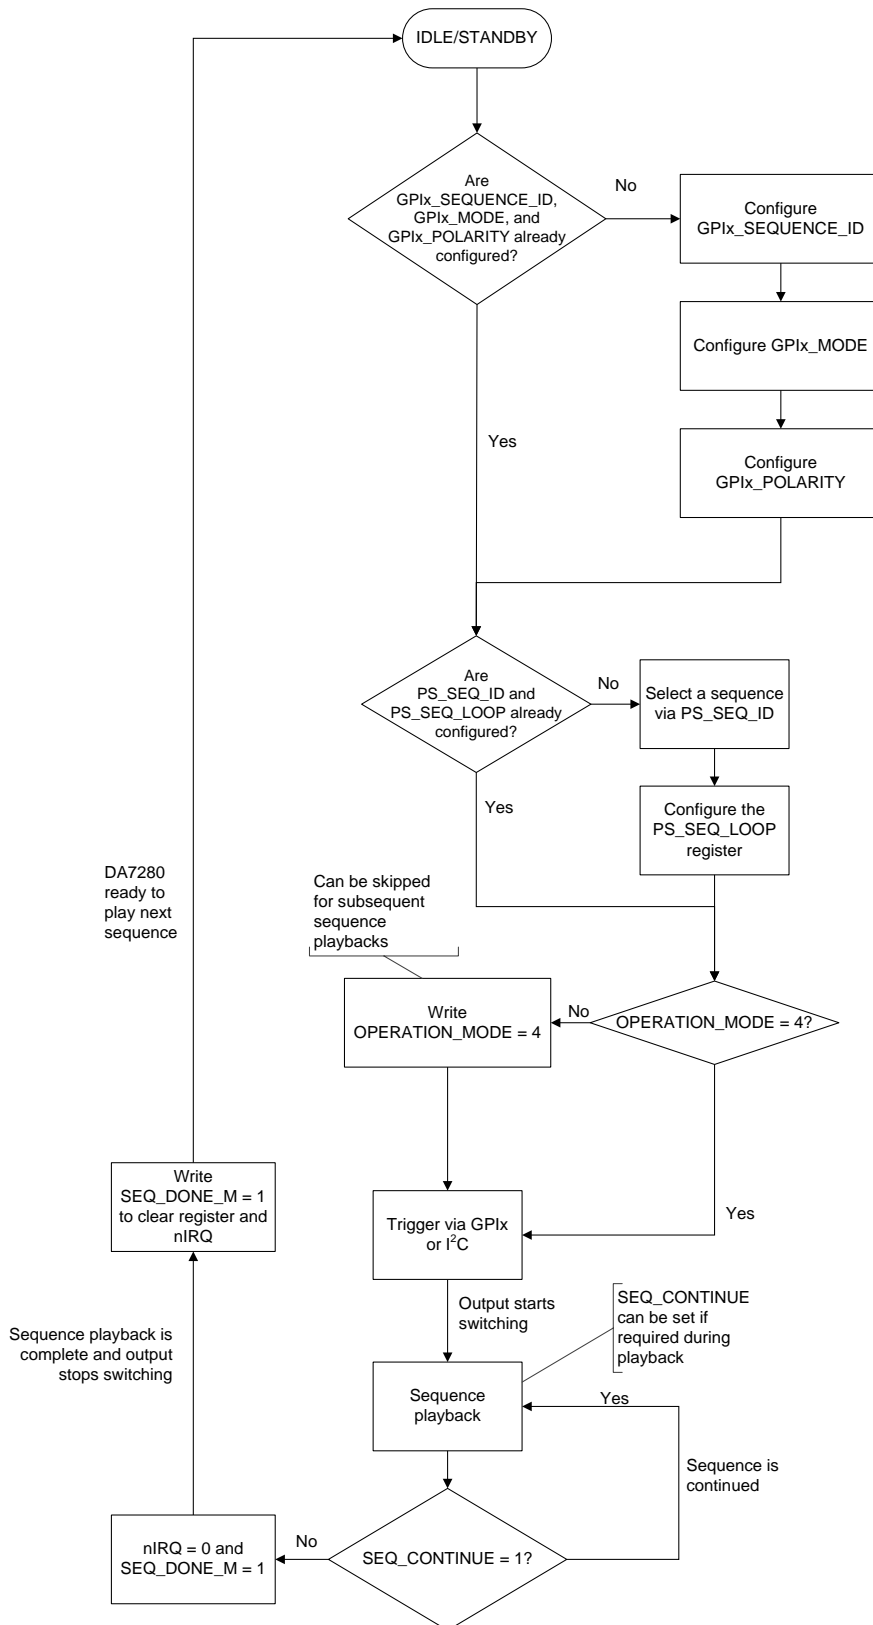 IDLE/STANDBY
Are
GPIx_SEQUENCE_ID,
GPIx_MODE, and
GPIx_POLARITY already
configured?
No
Configure
GPIx_SEQUENCE_ID
Configure GPIx_MODE
Configure
GPIx_POLARITY
Yes
Are
PS_SEQ_ID and
PS_SEQ_LOOP already
configured?
No
Select a sequence
via PS_SEQ_ID
Yes
Configure the
PS_SEQ_LOOP
register
DA7280
ready to
play next
sequence
Can be skipped
for subsequent
sequence
playbacks
Write
OPERATION_MODE = 4
No
OPERATION_MODE = 4?
Yes
Write
SEQ_DONE_M = 1
to clear register and
nIRQ
Trigger via GPIx
or I²C
Output starts
switching
SEQ_CONTINUE
can be set if
required during
playback
Sequence playback is
complete and output
stops switching
Sequence
playback
Yes
Sequence is
continued
nIRQ = 0 and
SEQ_DONE_M = 1
No
SEQ_CONTINUE = 1?